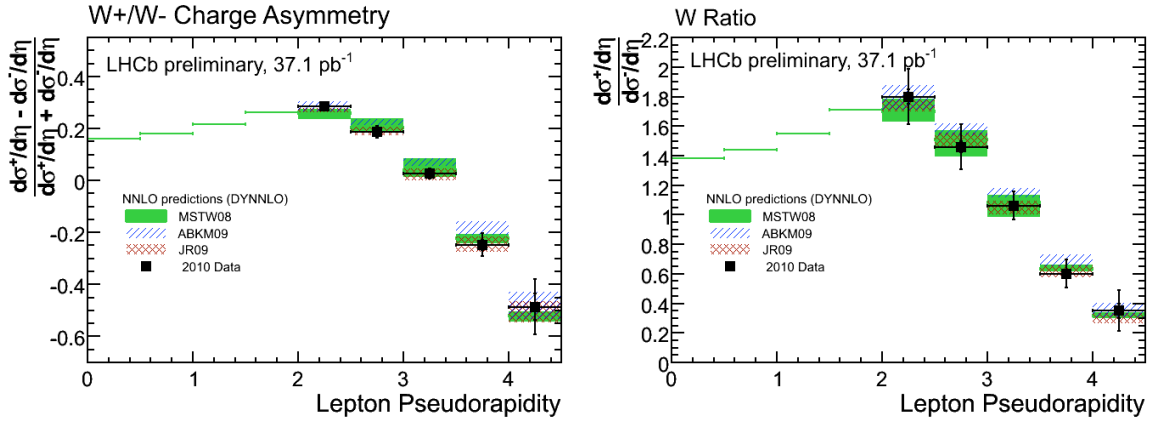 W+/W- Charge Asymmetry
dσ⁺/dη - dσ⁻/dη
dσ⁺/dη + dσ⁻/dη
LHCb preliminary, 37.1 pb⁻¹
0.4
0.2
0
-0.2
-0.4
-0.6
NNLO predictions (DYNNLO)
MSTW08
ABKM09
JR09
2010 Data
0 1 2 3 4
Lepton Pseudorapidity
W Ratio
dσ⁺/dη
dσ⁻/dη
LHCb preliminary, 37.1 pb⁻¹
2.2
2
1.8
1.6
1.4
1.2
1
0.8
0.6
0.4
0.2
0
NNLO predictions (DYNNLO)
MSTW08
ABKM09
JR09
2010 Data
0 1 2 3 4
Lepton Pseudorapidity